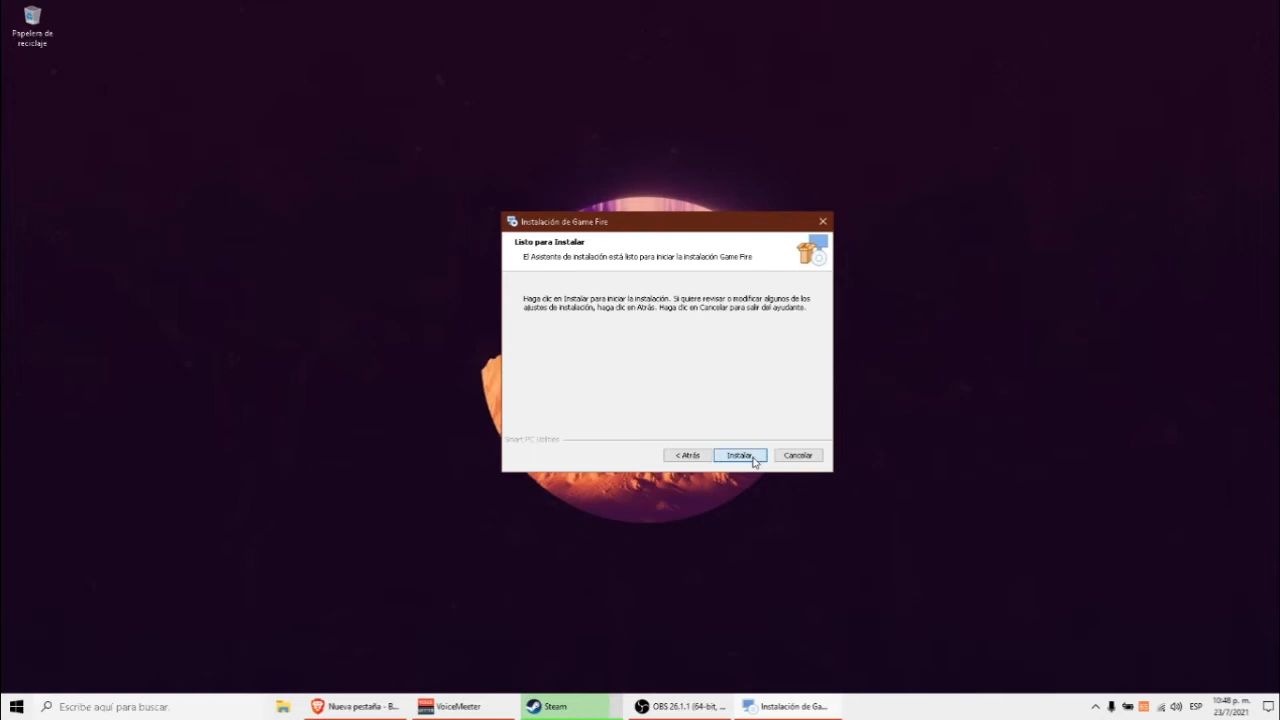 Papelera de
reciclaje
Instalación de Game Fire
Listo para Instalar
El Asistente de instalación está listo para iniciar la instalación Game Fire
Haga clic en Instalar para iniciar la instalación. Si quiere revisar o modificar algunos de los
ajustes de instalación, haga clic en Atrás. Haga clic en Cancelar para salir del ayudante.
Smart PC Utilities
< Atrás
Instalar
Cancelar
Escribe aquí para buscar.
Nueva pestaña - B...
VoiceMeeter
Steam
OBS 26.1.1 (64-bit, ...
Instalación de Ga...
ESP
10:48 p. m.
23/7/2021